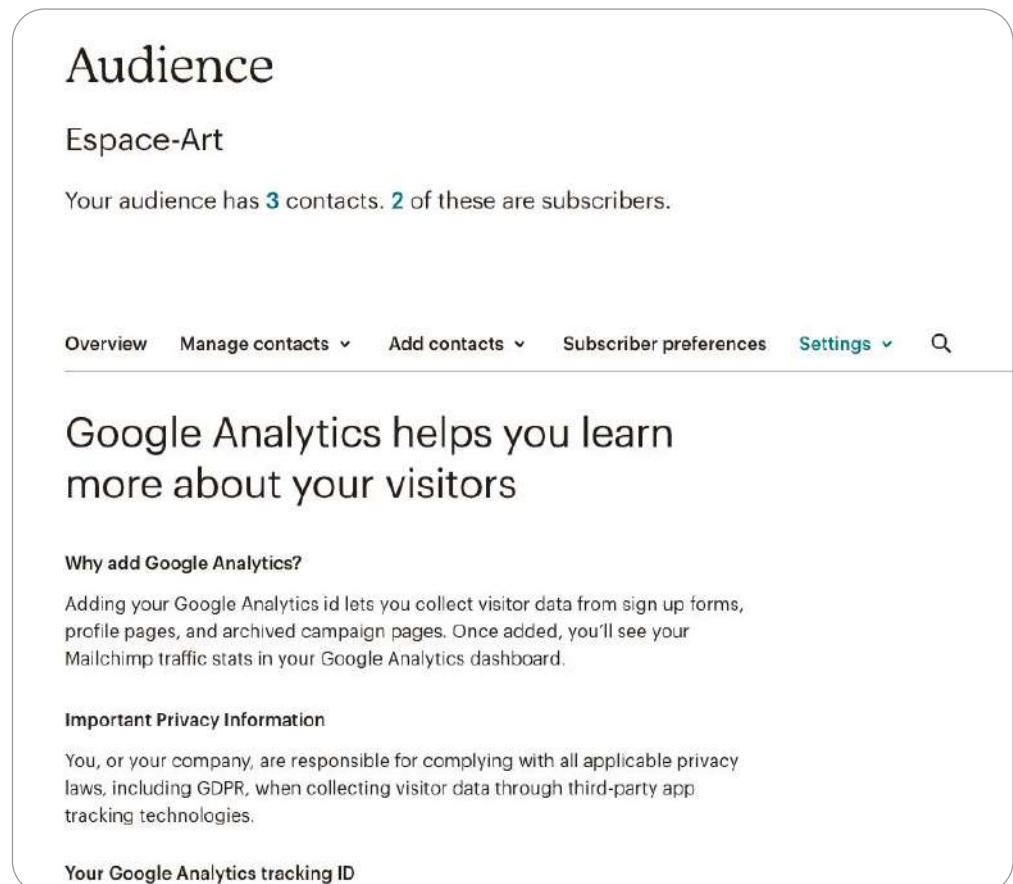 Audience
Espace-Art
Your audience has 3 contacts. 2 of these are subscribers.
Overview Manage contacts Add contacts Subscriber preferences Settings
Google Analytics helps you learn
more about your visitors
Why add Google Analytics?
Adding your Google Analytics id lets you collect visitor data from sign up forms,
profile pages, and archived campaign pages. Once added, you'll see your
Mailchimp traffic stats in your Google Analytics dashboard.
Important Privacy Information
You, or your company, are responsible for complying with all applicable privacy
laws, including GDPR, when collecting visitor data through third-party app
tracking technologies.
Your Google Analytics tracking ID